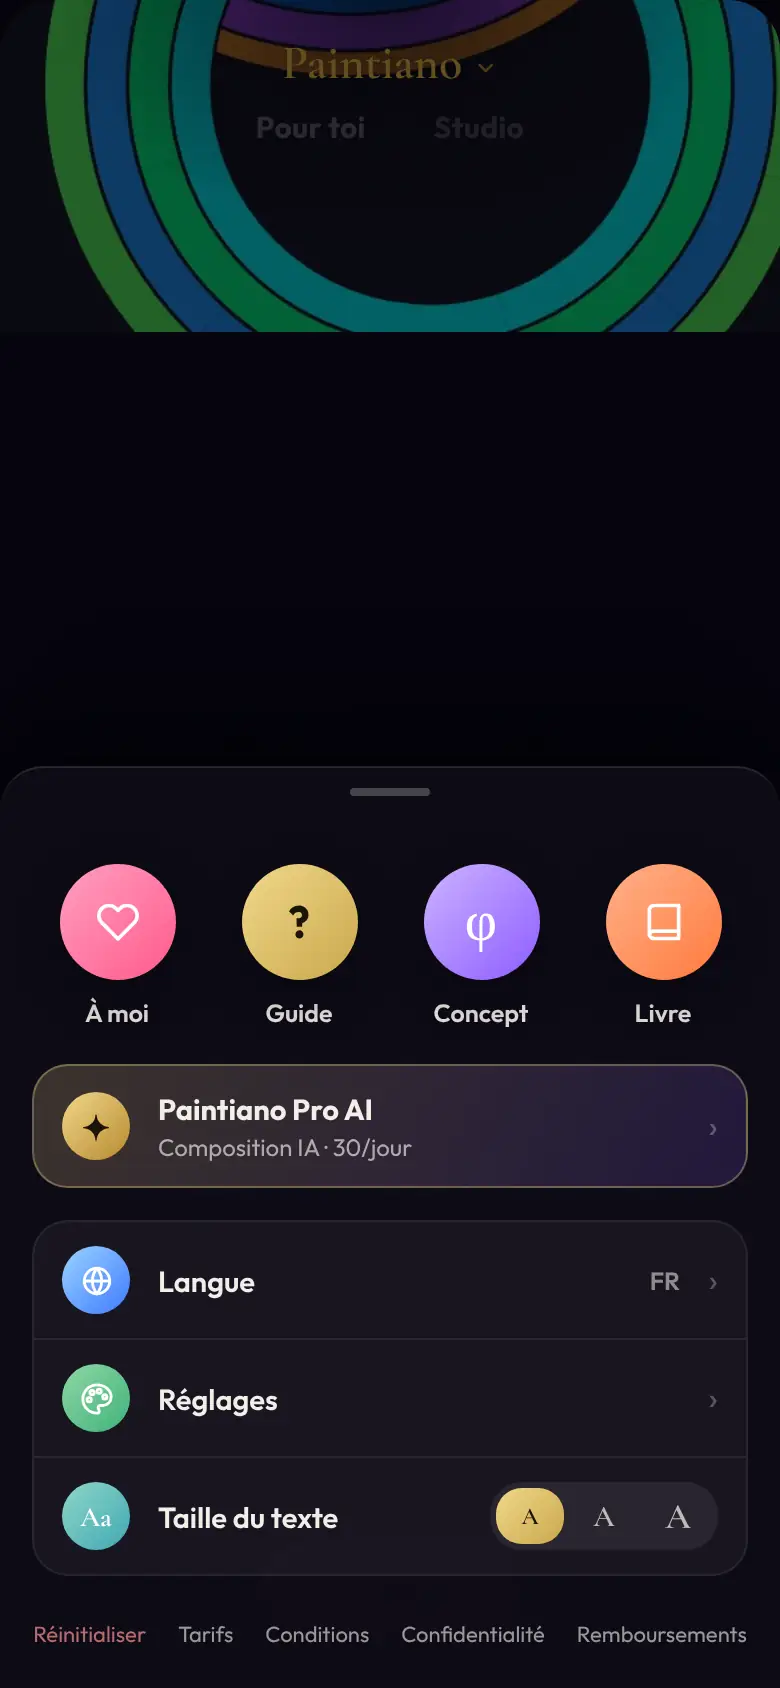 Paintiano
Pour toi Studio
?
φ
À moi Guide Concept Livre
Paintiano Pro AI
Composition IA · 30/jour
Langue FR
Réglages
Aa Taille du texte A A A
Réinitialiser Tarifs Conditions Confidentialité Remboursements